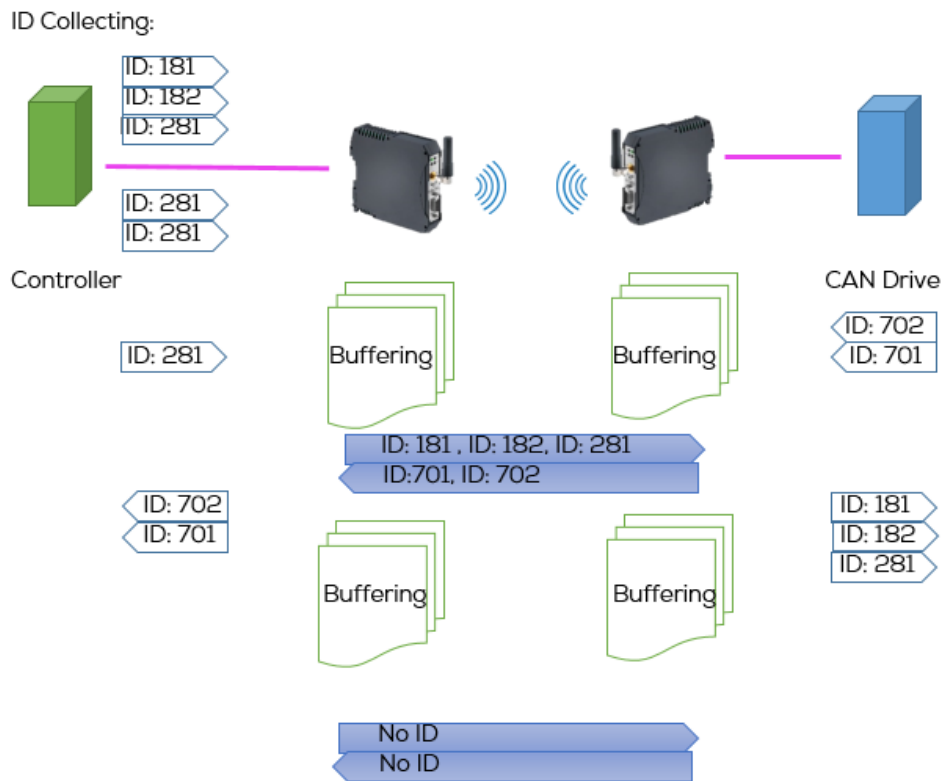 ID Collecting:
ID: 181
ID: 182
ID: 281
ID: 281
ID: 281
Controller
CAN Drive
ID: 281
Buffering
Buffering
ID: 702
ID: 701
ID: 181 , ID: 182, ID: 281
ID:701, ID: 702
ID: 702
ID: 701
Buffering
Buffering
ID: 181
ID: 182
ID: 281
No ID
No ID